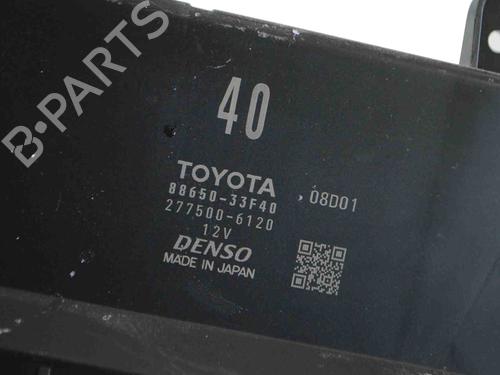 B-PARTS
40
TOYOTA
88650-33F40 08D01
277500-6120
12V
DENSO
MADE IN JAPAN